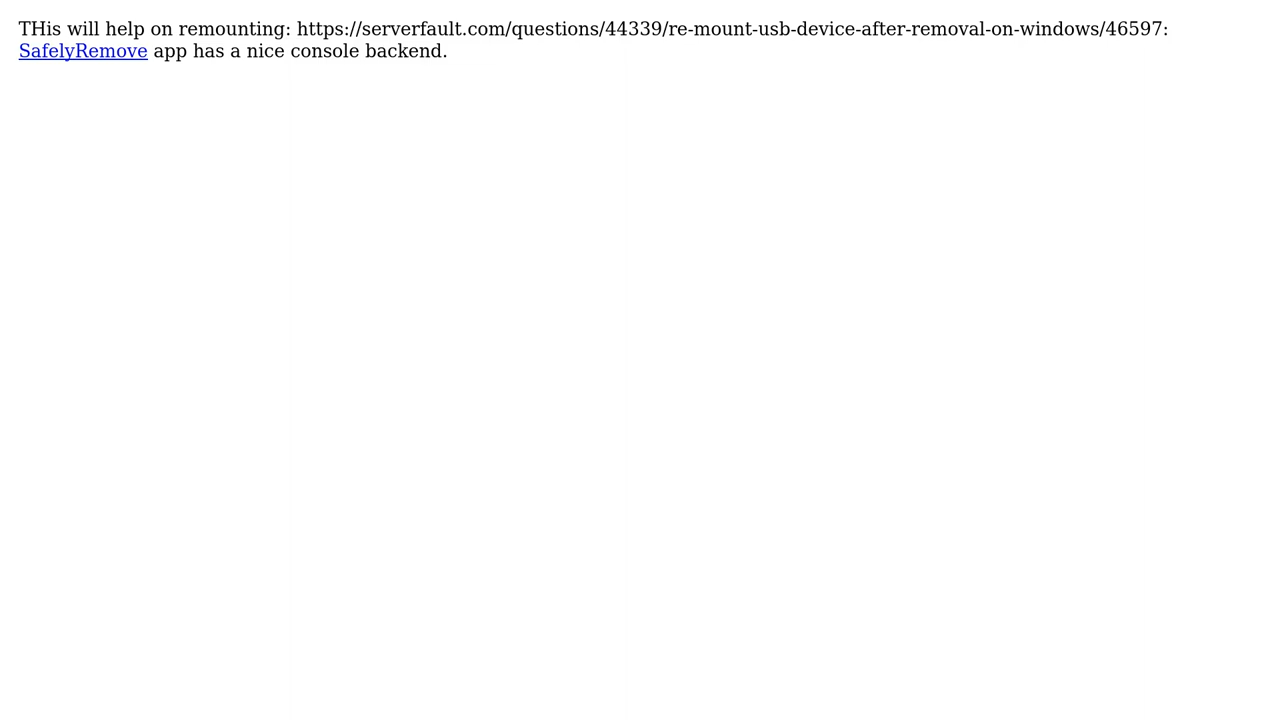 THis will help on remounting: https://serverfault.com/questions/44339/re-mount-usb-device-after-removal-on-windows/46597:
SafelyRemove app has a nice console backend.